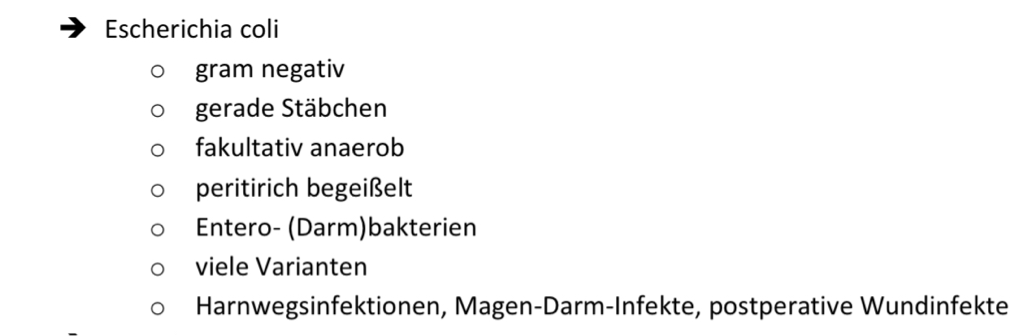 ➔ Escherichia coli
o gram negativ
o gerade Stäbchen
o fakultativ anaerob
o peritirich begeißelt
o Entero- (Darm)bakterien
o viele Varianten
o Harnwegsinfektionen, Magen-Darm-Infekte, postperative Wundinfekte